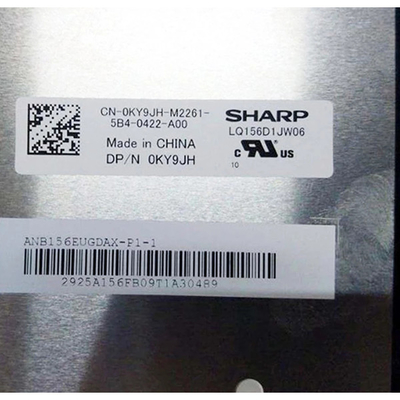 CN-0KY9JH-M2261-
5B4-0422-A00
Made in CHINA
DP/N 0KY9JH
SHARP
LQ156D1JW06
c RU US
10
ANB156EUGDAX-P1-1
2925A156FB09T1A30489